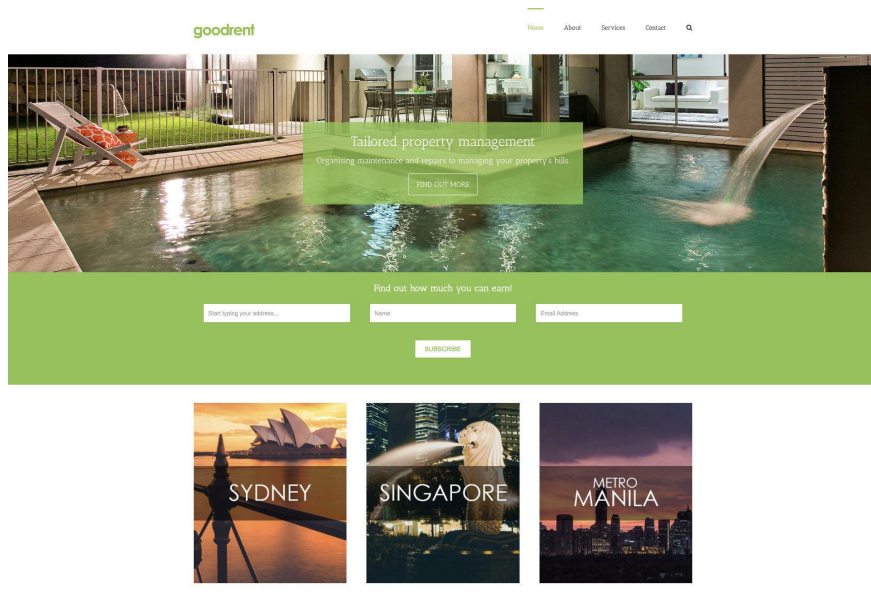 goodrent
Home About Services Contact
Tailored property management
Organising maintenance and repairs to managing your property's bills
FIND OUT MORE
Find out how much you can earn!
Start typing your address... Name Email Address
SUBSCRIBE
SYDNEY SINGAPORE METRO MANILA